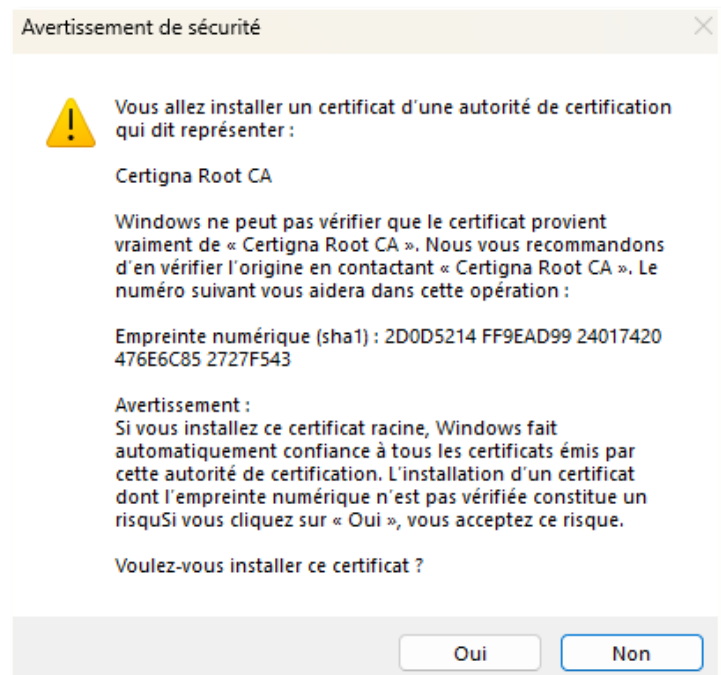 Avertissement de sécurité
Vous allez installer un certificat d'une autorité de certification
qui dit représenter :
Certigna Root CA
Windows ne peut pas vérifier que le certificat provient
vraiment de « Certigna Root CA ». Nous vous recommandons
d'en vérifier l'origine en contactant « Certigna Root CA ». Le
numéro suivant vous aidera dans cette opération :
Empreinte numérique (sha1) : 2D0D5214 FF9EAD99 24017420
476E6C85 2727F543
Avertissement :
Si vous installez ce certificat racine, Windows fait
automatiquement confiance à tous les certificats émis par
cette autorité de certification. L'installation d'un certificat
dont l'empreinte numérique n'est pas vérifiée constitue un
risquSi vous cliquez sur « Oui », vous acceptez ce risque.
Voulez-vous installer ce certificat ?
Oui Non